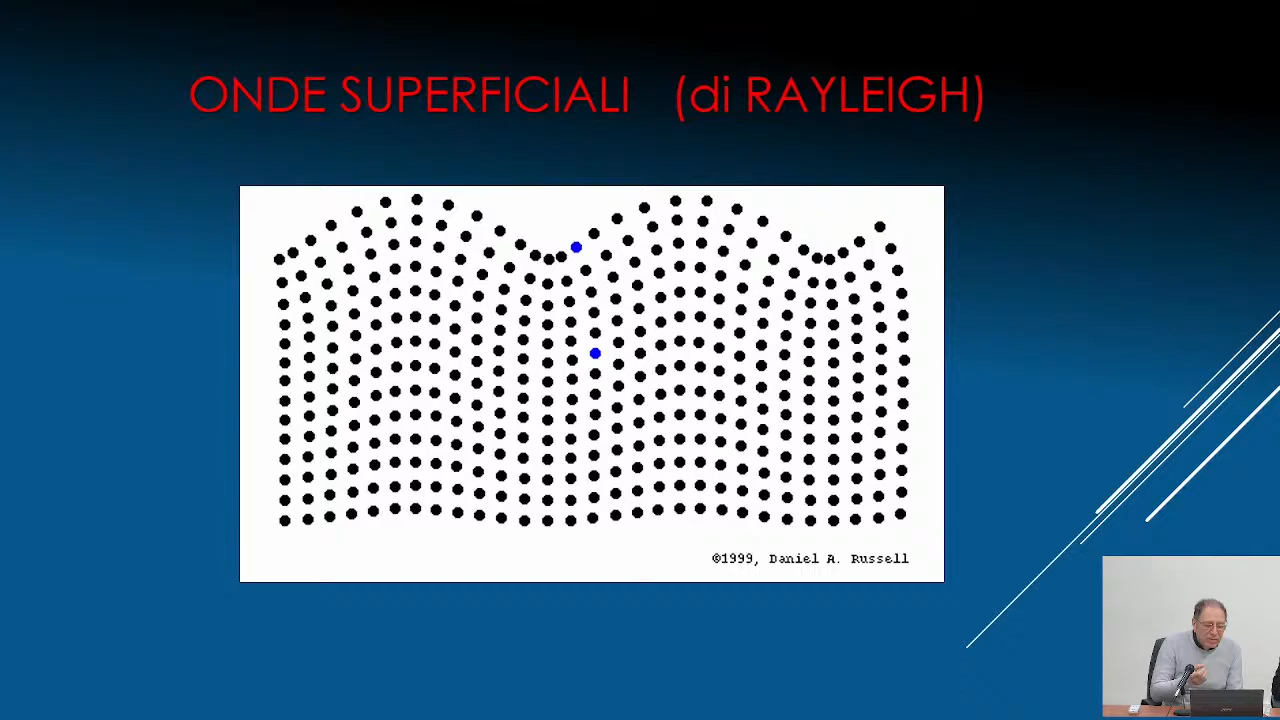 ONDE SUPERFICIALI (di RAYLEIGH)
©1999, Daniel A. Russell